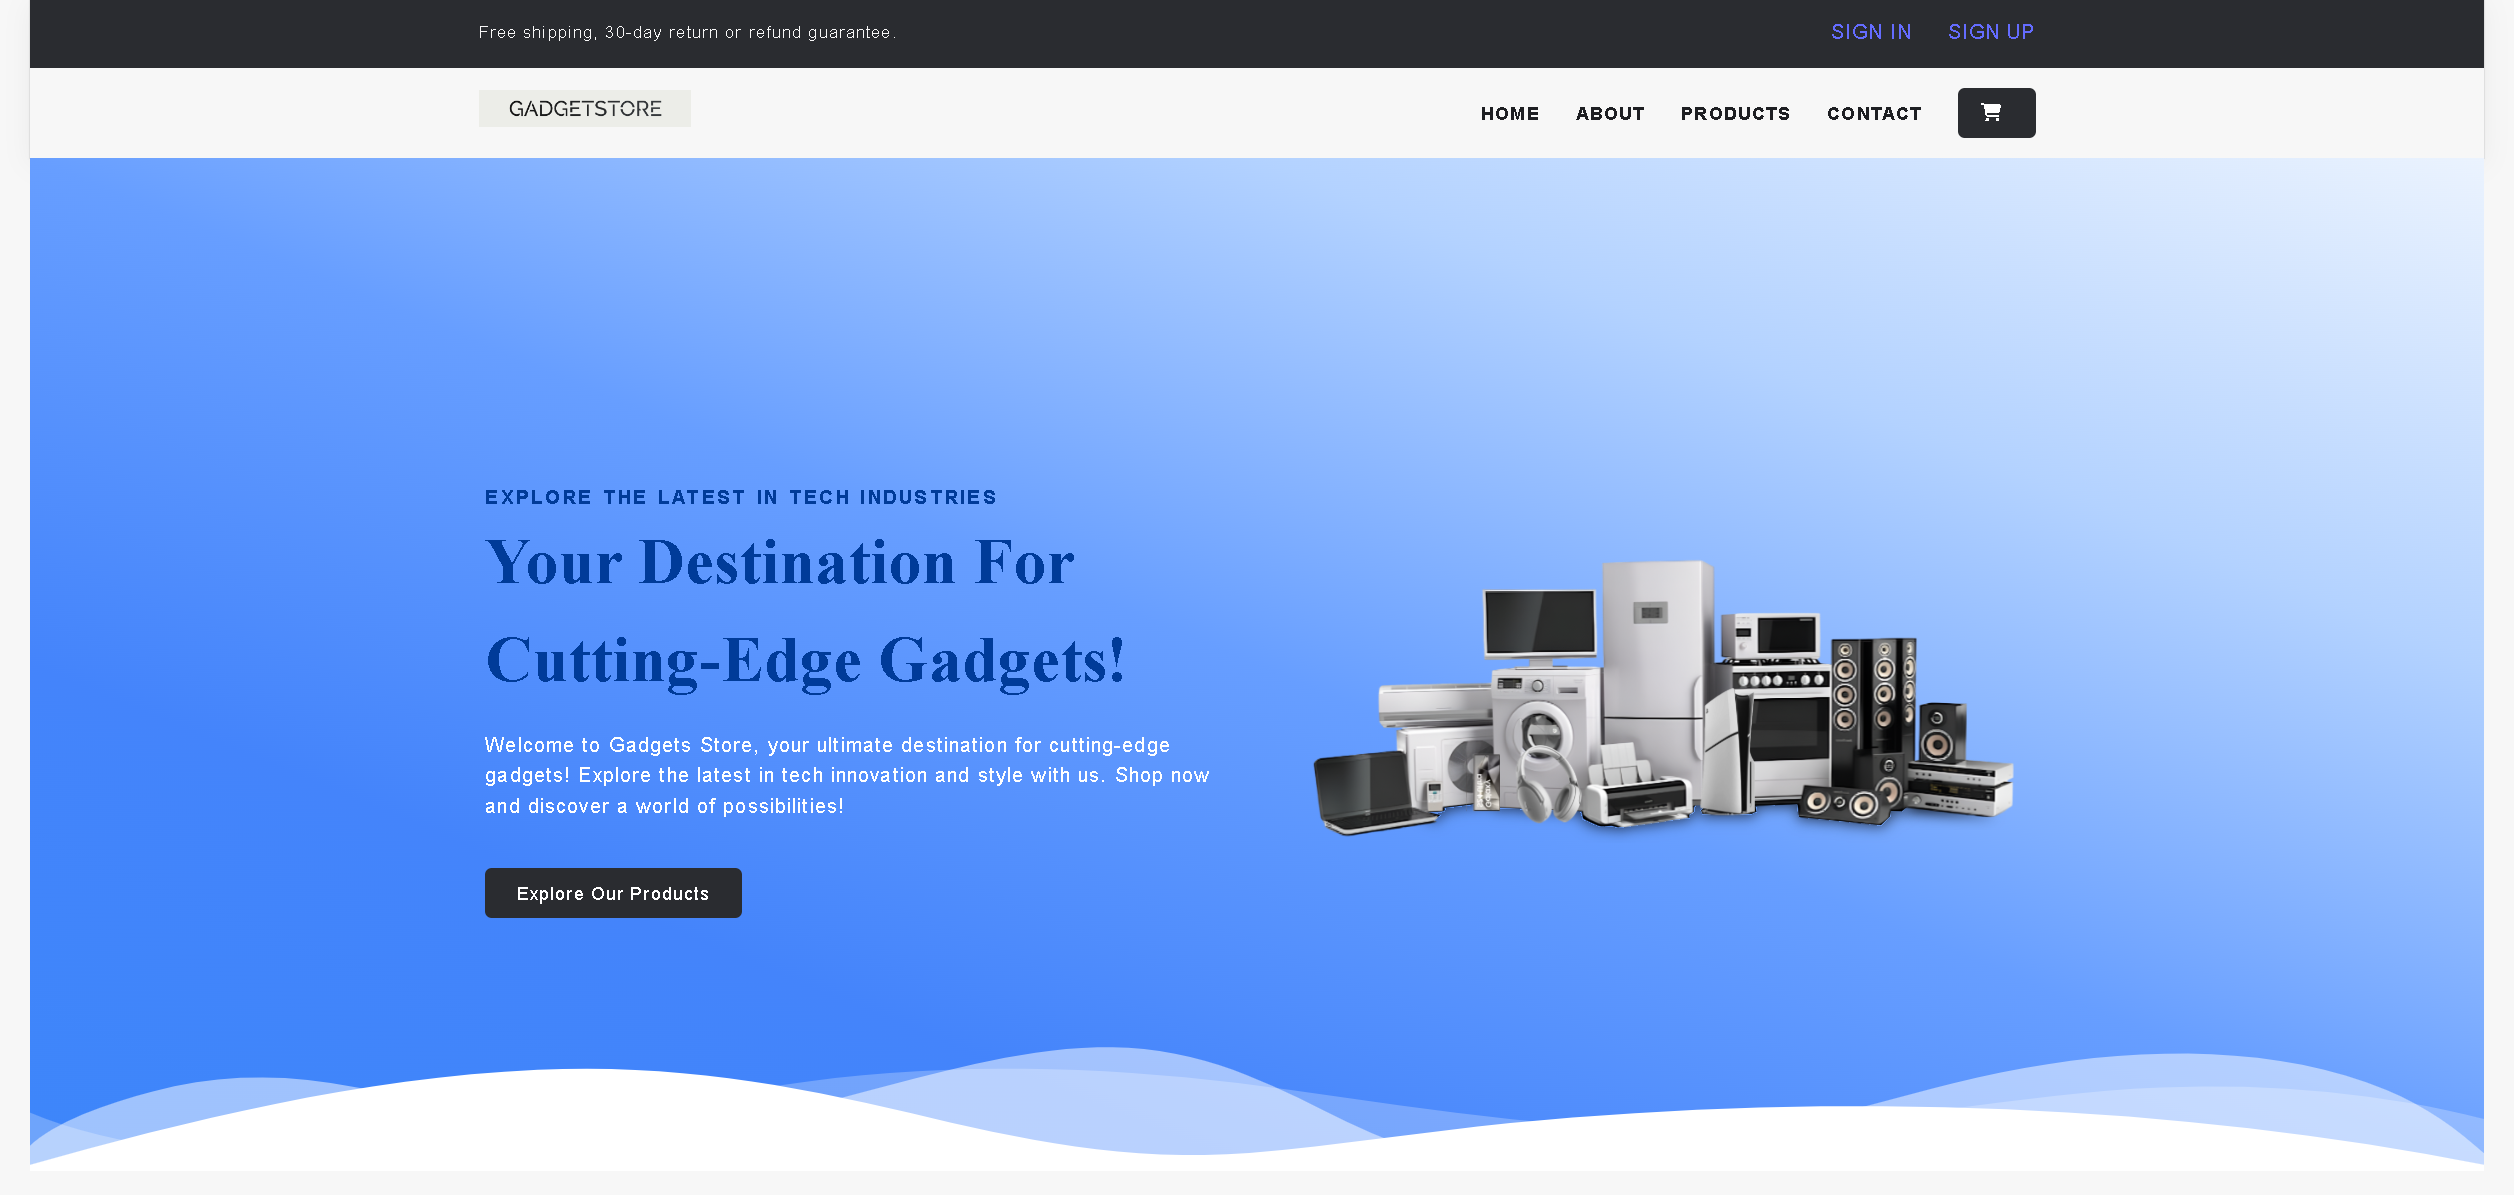 Free shipping, 30-day return or refund guarantee.
SIGN IN SIGN UP
GADGETSTORE
HOME ABOUT PRODUCTS CONTACT
EXPLORE THE LATEST IN TECH INDUSTRIES
Your Destination For
Cutting-Edge Gadgets!
Welcome to Gadgets Store, your ultimate destination for cutting-edge
gadgets! Explore the latest in tech innovation and style with us. Shop now
and discover a world of possibilities!
Explore Our Products